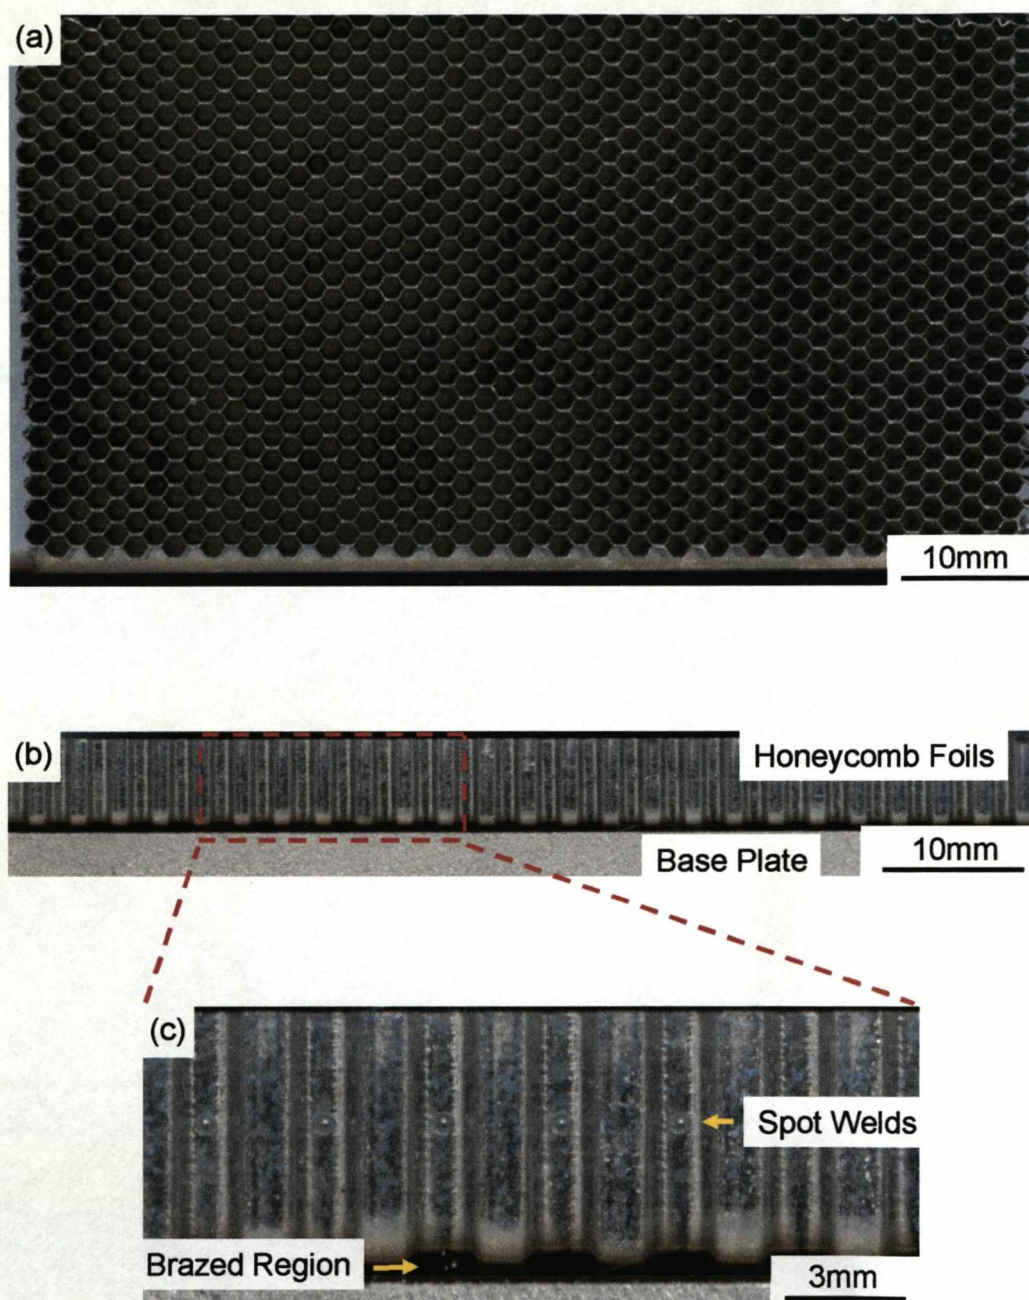 (a)
10mm
(b)
Honeycomb Foils
Base Plate
10mm
(c)
Spot Welds
Brazed Region
3mm